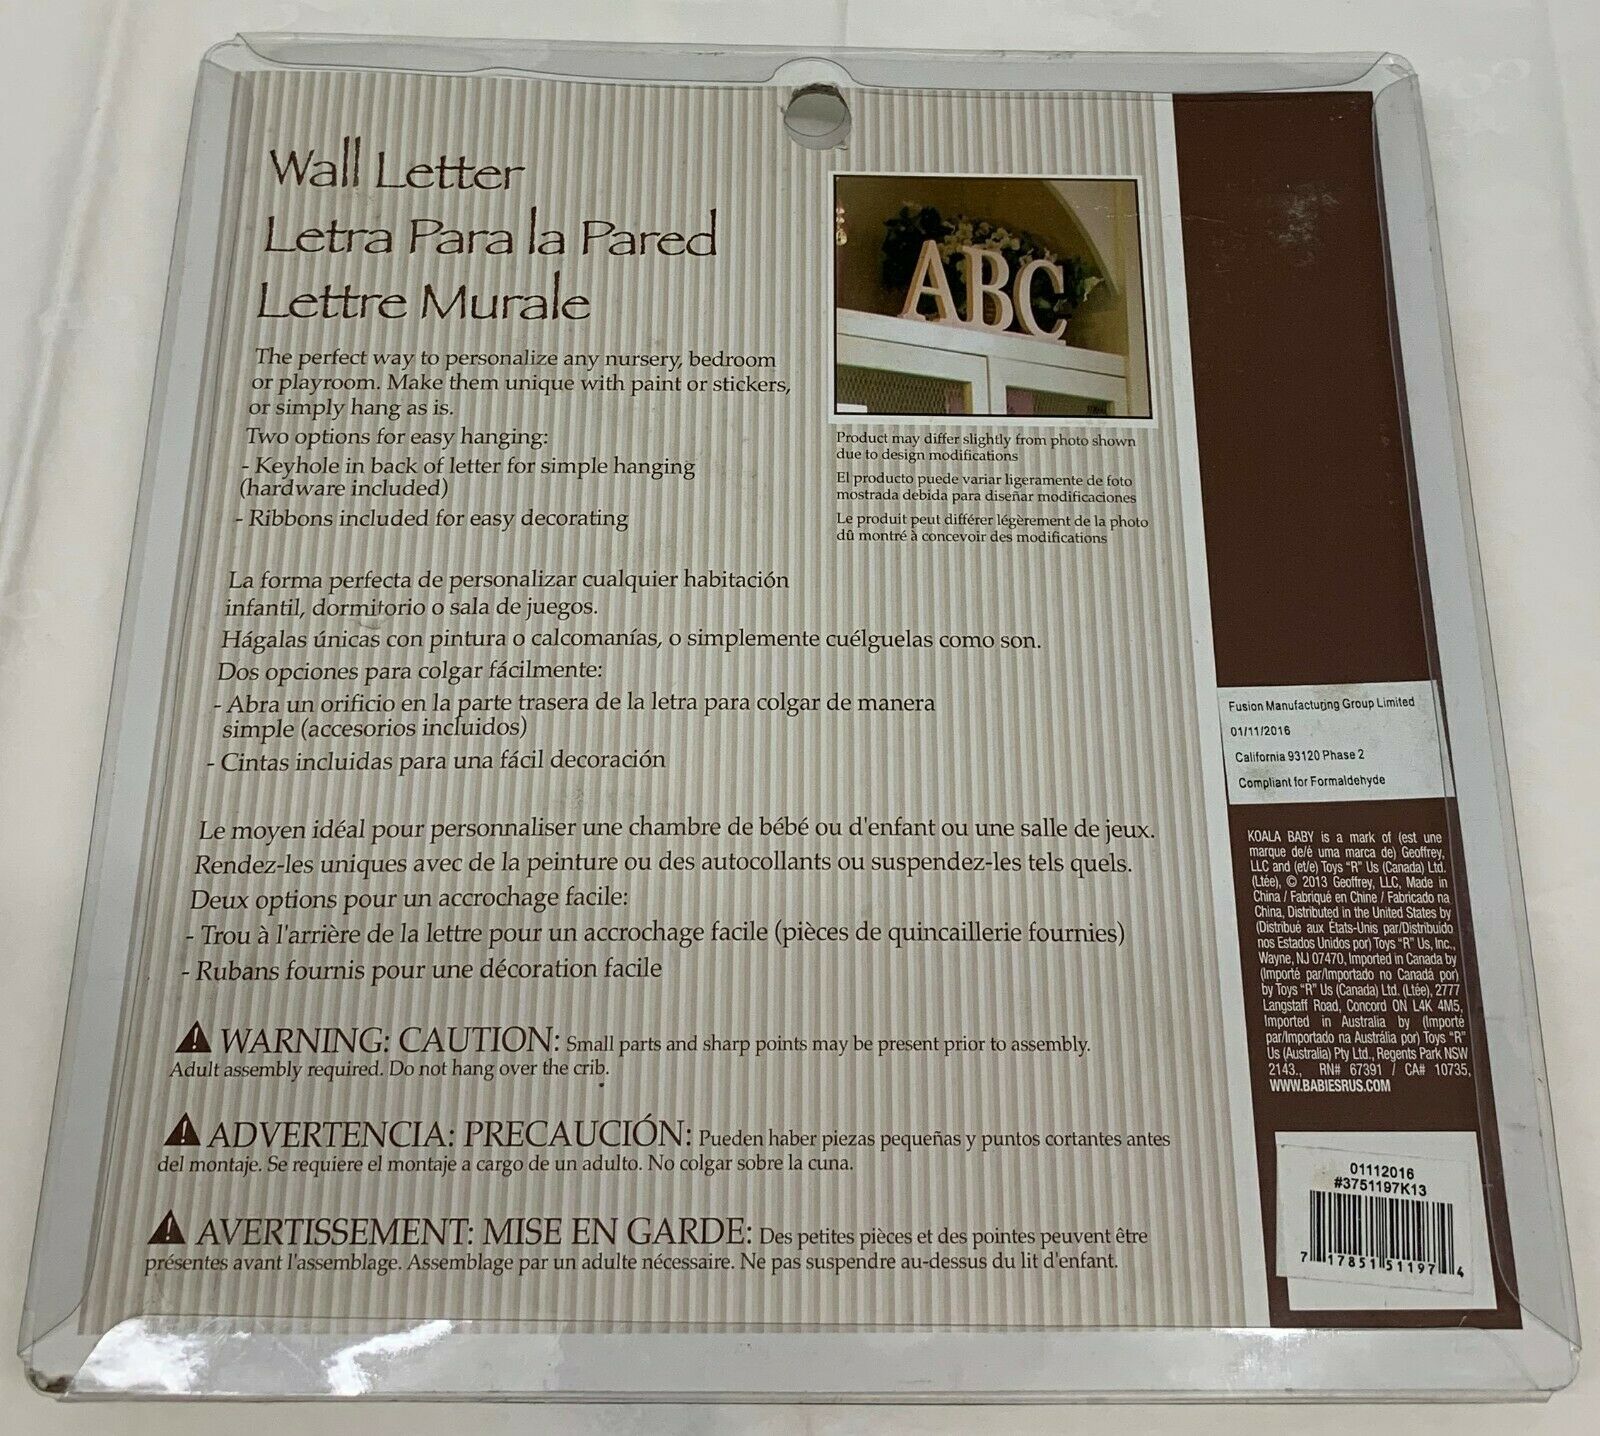 Wall Letter
Letra Para la Pared
Lettre Murale
The perfect way to personalize any nursery, bedroom
or playroom. Make them unique with paint or stickers,
or simply hang as is.
Two options for easy hanging:
- Keyhole in back of letter for simple hanging
(hardware included)
- Ribbons included for easy decorating
ABC
Product may differ slightly from photo shown
due to design modifications
El producto puede variar ligeramente de foto
mostrada debida para diseñar modificaciones
Le produit peut différer légèrement de la photo
dû montré à concevoir des modifications
La forma perfecta de personalizar cualquier habitación
infantil, dormitorio o sala de juegos.
Hágalas únicas con pintura o calcomanías, o simplemente cuélguelas como son.
Dos opciones para colgar fácilmente:
- Abra un orificio en la parte trasera de la letra para colgar de manera
simple (accesorios incluidos)
- Cintas incluidas para una fácil decoración
Le moyen idéal pour personnaliser une chambre de bébé ou d'enfant ou une salle de jeux.
Rendez-les uniques avec de la peinture ou des autocollants ou suspendez-les tels quels.
Deux options pour un accrochage facile:
- Trou à l'arrière de la lettre pour un accrochage facile (pièces de quincaillerie fournies)
- Rubans fournis pour une décoration facile
WARNING: CAUTION: Small parts and sharp points may be present prior to assembly.
Adult assembly required. Do not hang over the crib.
ADVERTENCIA: PRECAUCIÓN: Pueden haber piezas pequeñas y puntos cortantes antes
del montaje. Se requiere el montaje a cargo de un adulto. No colgar sobre la cuna.
AVERTISSEMENT: MISE EN GARDE: Des petites pièces et des pointes peuvent être
présentes avant l'assemblage. Assemblage par un adulte nécessaire. Ne pas suspendre au-dessus du lit d'enfant.
Fusion Manufacturing Group Limited
01/11/2016
California 93120 Phase 2
Compliant for Formaldehyde
KOALA BABY is a mark of (est une
marque de/é uma marca de) Geoffrey,
LLC and (et/e) Toys "R" Us (Canada) Ltd.
(Ltée), © 2013 Geoffrey, LLC, Made in
China / Fabriqué en Chine / Fabricado na
China, Distributed in the United States by
(Distribué aux États-Unis par/Distribuido
nos Estados Unidos por) Toys "R" Us, Inc.,
Wayne, NJ 07470, Imported in Canada by
(Importé par/Importado no Canadá por)
by Toys "R" Us (Canada) Ltd. (Ltée), 2777
Langstaff Road, Concord ON L4K 4M5,
Imported in Australia by (Importé
par/Importado na Austrália por) Toys "R"
Us (Australia) Pty Ltd., Regents Park NSW
2143., RN# 67391 / CA# 10735,
WWW.BABIESRUS.COM
01112016
#3751197K13
7 17851 51197 4